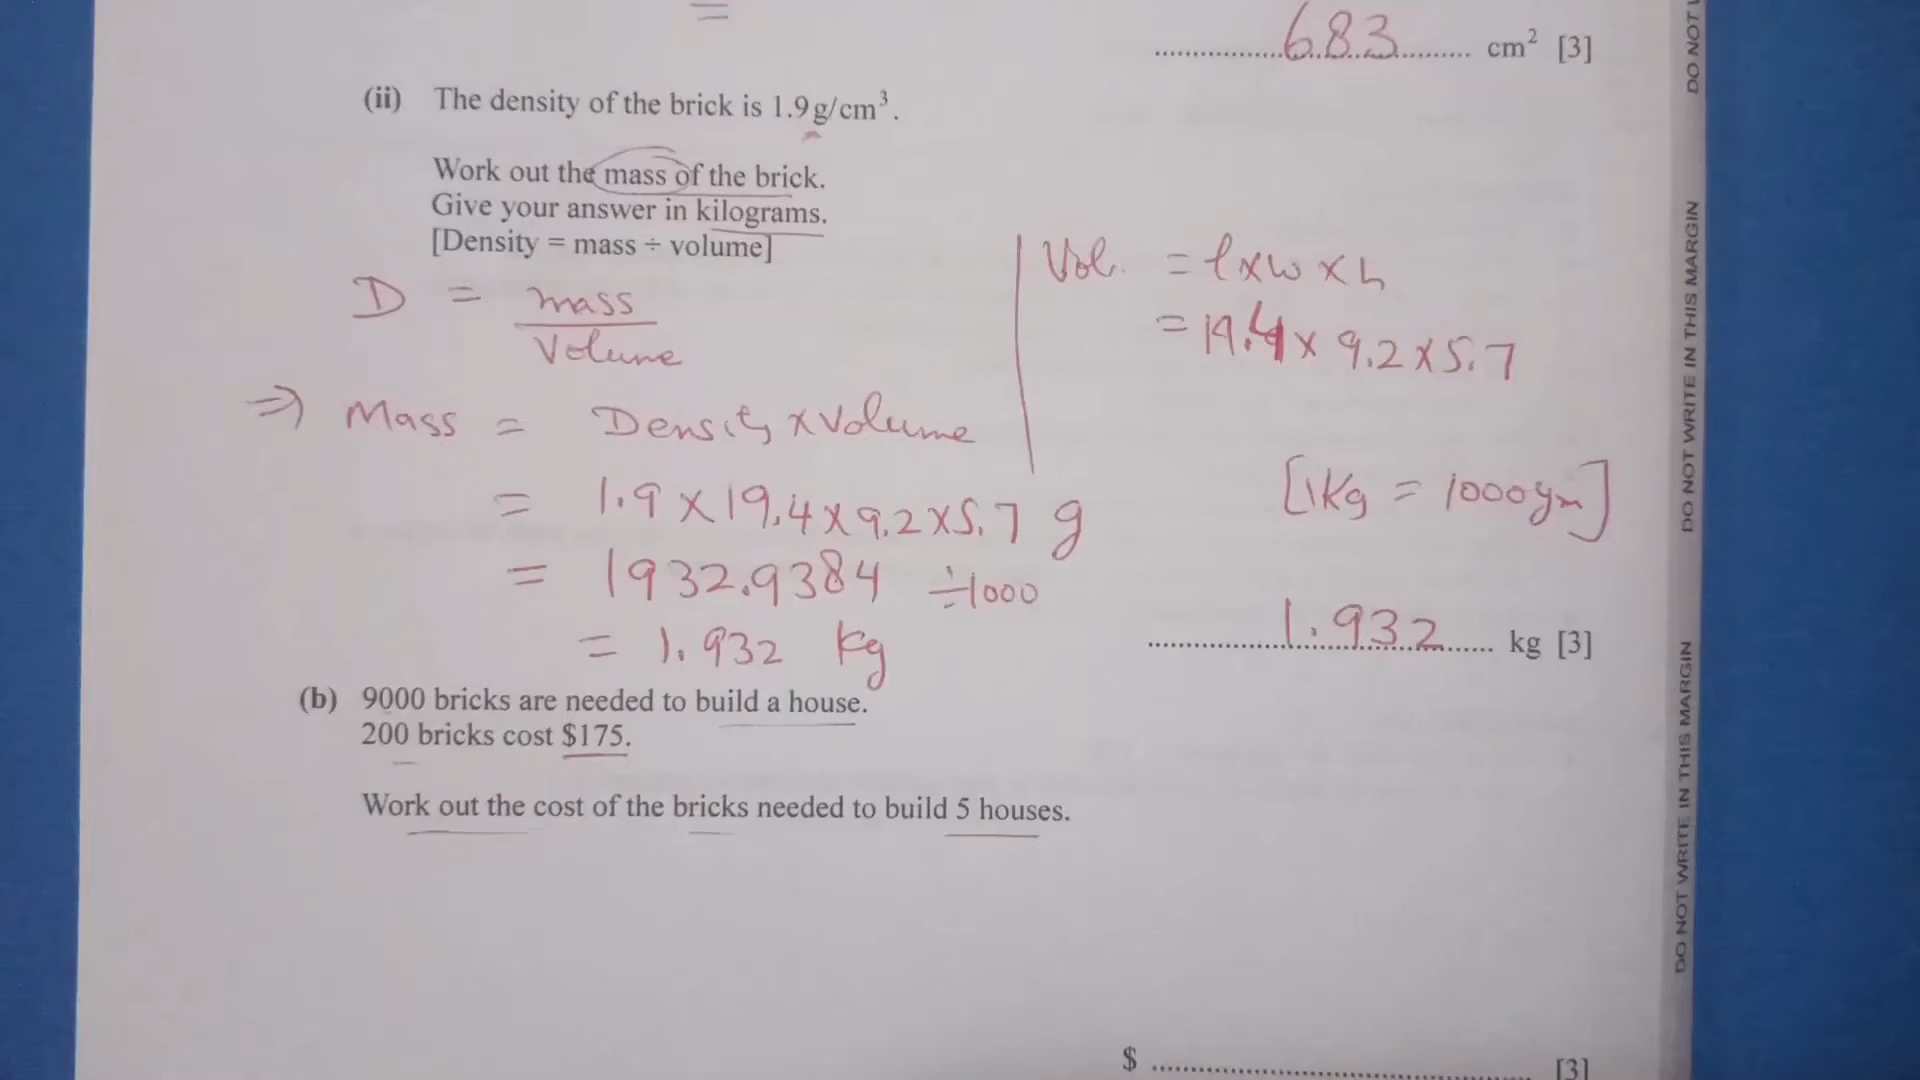 683 cm² [3]
(ii) The density of the brick is 1.9 g/cm³.
Work out the mass of the brick.
Give your answer in kilograms.
[Density = mass ÷ volume]
D = mass
Volume
Vol. = l x w x h
= 19.4 x 9.2 x 5.7
⇒ Mass = Density x Volume
= 1.9 x 19.4 x 9.2 x 5.7 g
[1Kg = 1000gm]
= 1932.9384 ÷1000
= 1.932 Kg
1.932 kg [3]
(b) 9000 bricks are needed to build a house.
200 bricks cost $175.
Work out the cost of the bricks needed to build 5 houses.
$ [3]
DO NOT
DO NOT WRITE IN THIS MARGIN
DO NOT WRITE IN THIS MARGIN